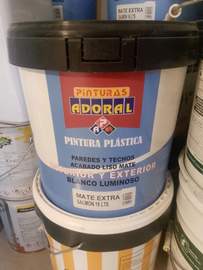 MATE EXTRA
PINTURAS
ADORAL
PINTURA PLÁSTICA
PAREDES Y TECHOS
ACABADO LISO MATE
Y EXTERIOR
BLANCO LUMINOSO
MATE EXTRA
SALMON 15 LTS